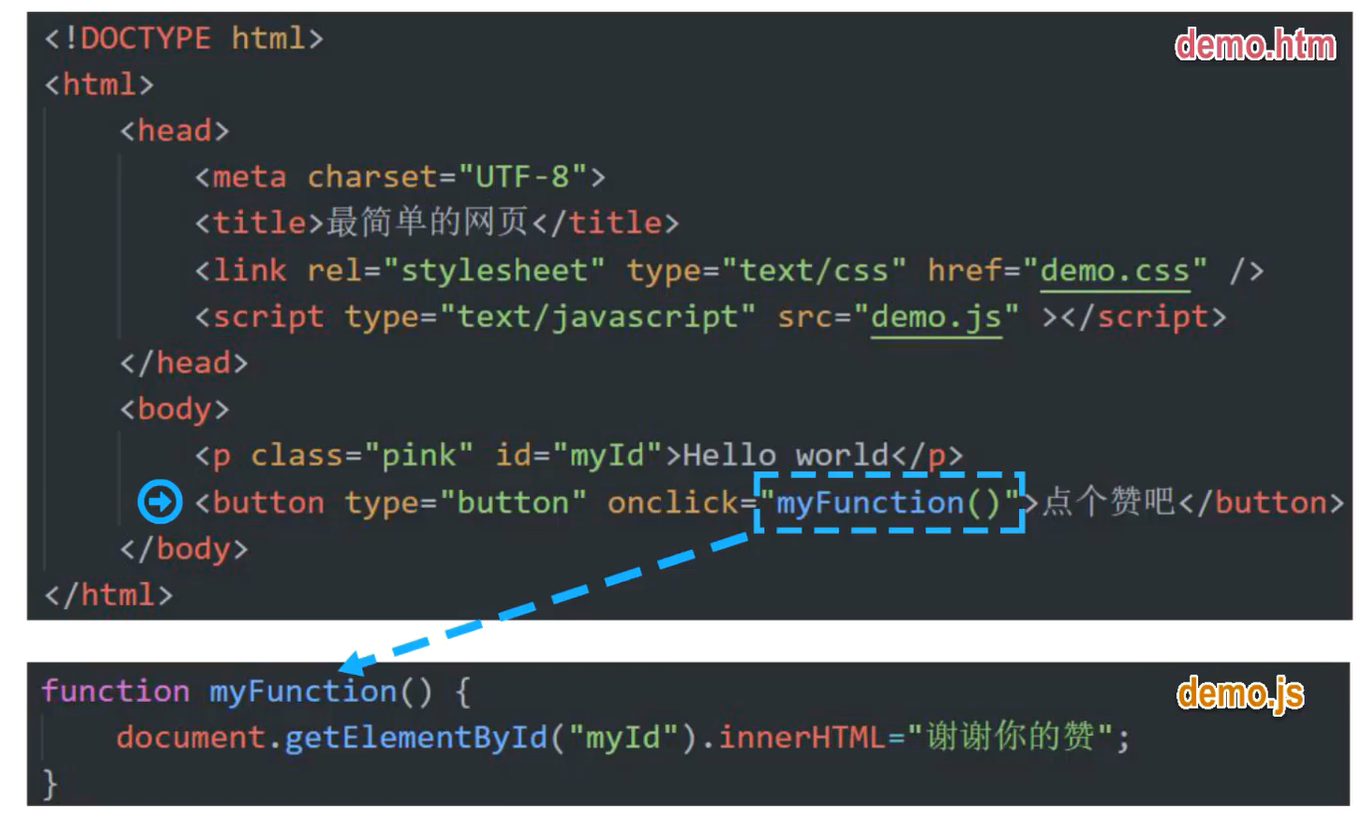 <!DOCTYPE html>
demo.htm
<html>
<head>
<meta charset="UTF-8">
<title>最简单的网页</title>
<link rel="stylesheet" type="text/css" href="demo.css" />
<script type="text/javascript" src="demo.js" ></script>
</head>
<body>
<p class="pink" id="myId">Hello world</p>
<button type="button" onclick="myFunction()">点个赞吧</button>
</body>
</html>
function myFunction() {
demo.js
document.getElementById("myId").innerHTML="谢谢你的赞";
}